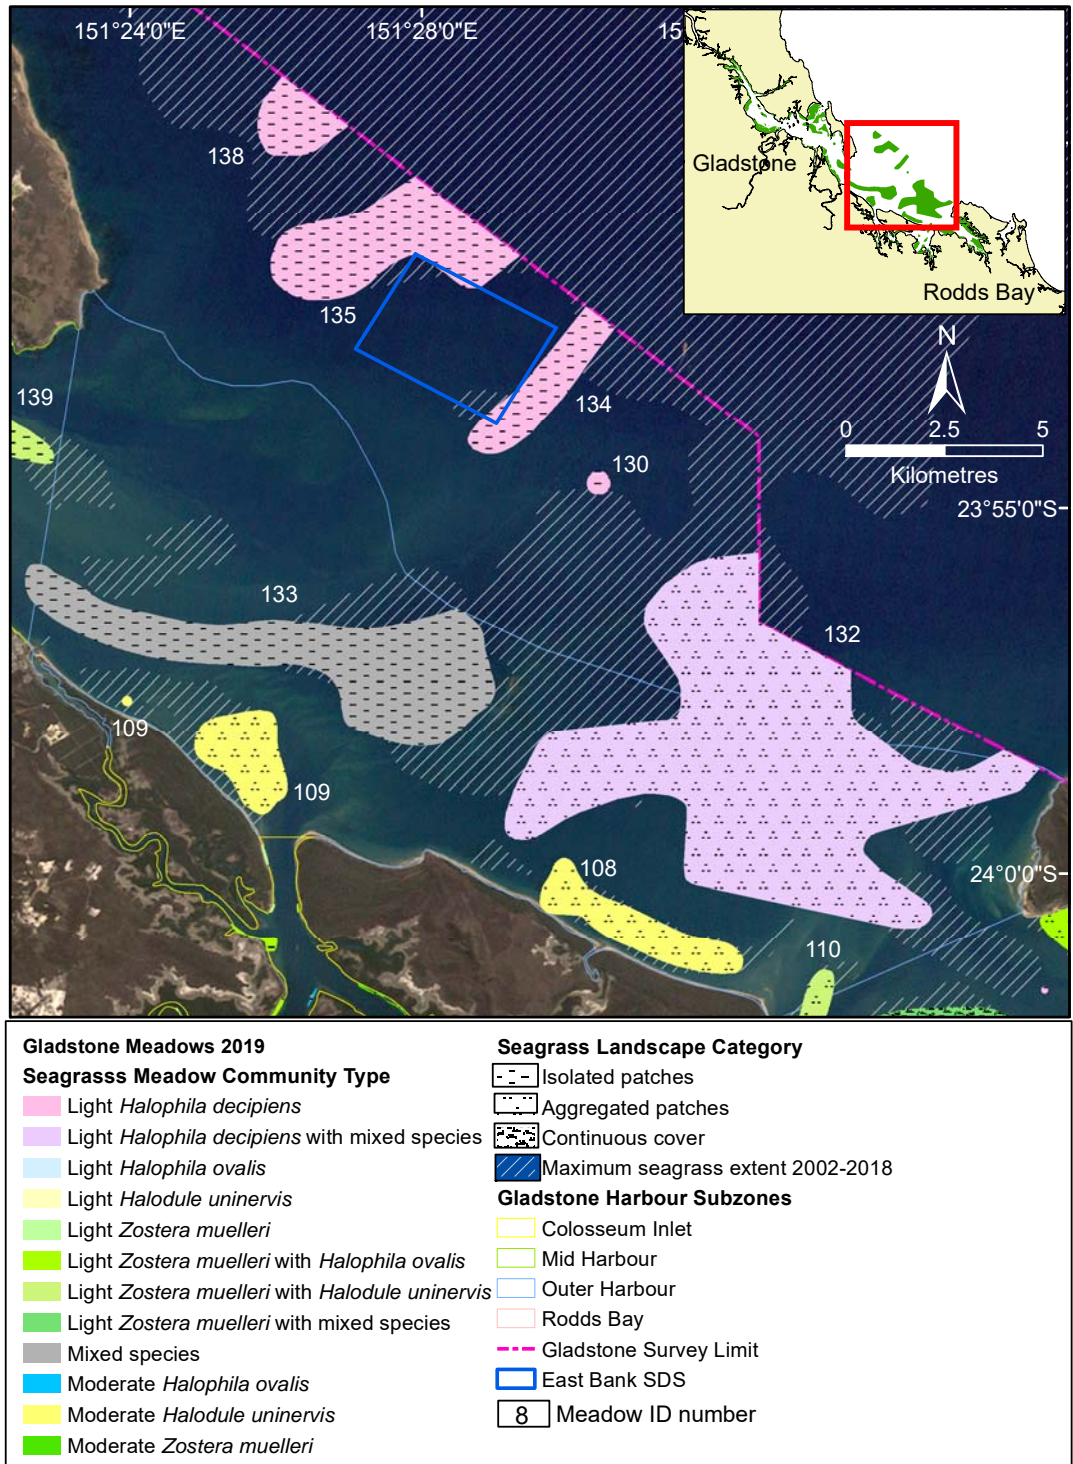 151°24'0"E
151°28'0"E
15
Gladstone
Rodds Bay
138
135
N
139
134
0 2.5 5
Kilometres
130
23°55'0"S
133
132
109
109
108
24°0'0"S
110
Gladstone Meadows 2019
Seagrasss Meadow Community Type
Light Halophila decipiens
Light Halophila decipiens with mixed species
Light Halophila ovalis
Light Halodule uninervis
Light Zostera muelleri
Light Zostera muelleri with Halophila ovalis
Light Zostera muelleri with Halodule uninervis
Light Zostera muelleri with mixed species
Mixed species
Moderate Halophila ovalis
Moderate Halodule uninervis
Moderate Zostera muelleri
Seagrass Landscape Category
Isolated patches
Aggregated patches
Continuous cover
Maximum seagrass extent 2002-2018
Gladstone Harbour Subzones
Colosseum Inlet
Mid Harbour
Outer Harbour
Rodds Bay
Gladstone Survey Limit
East Bank SDS
8 Meadow ID number